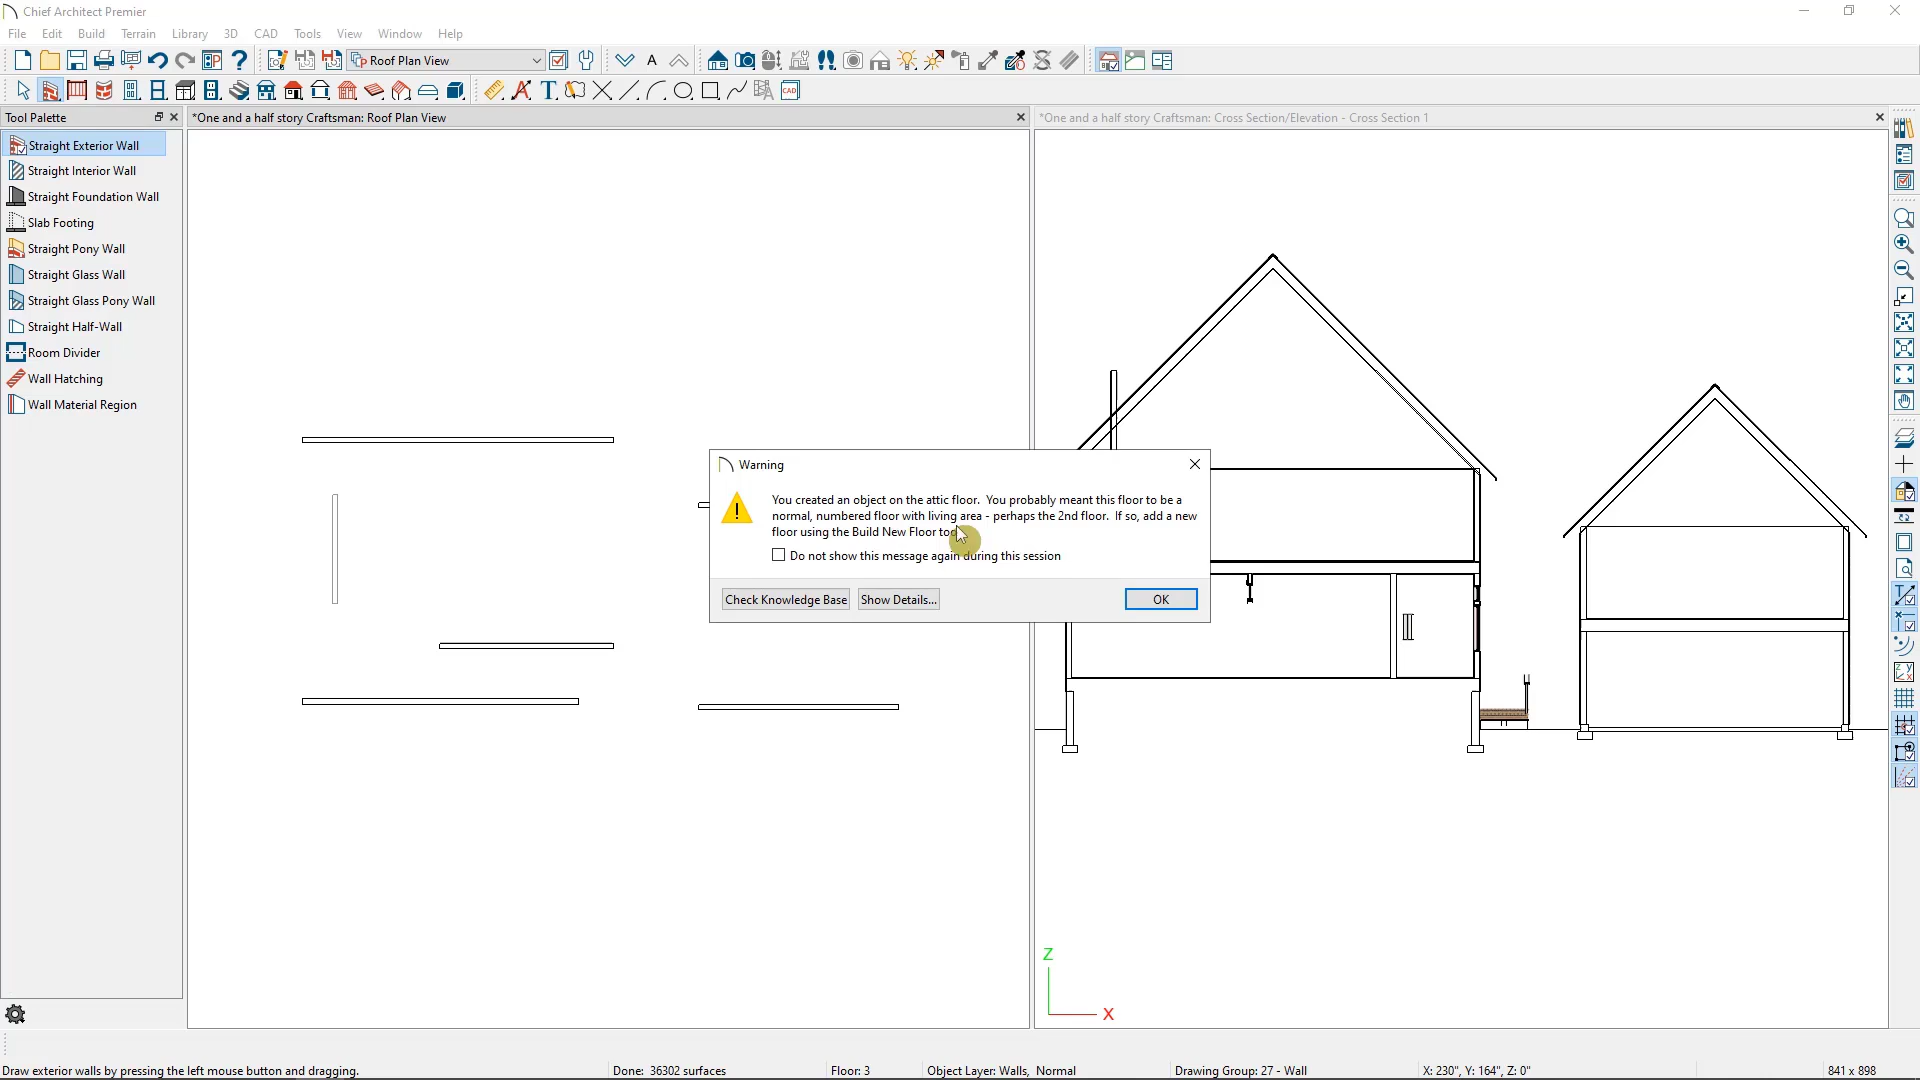 Chief Architect Premier
File Edit Build Terrain Library 3D CAD Tools View Window Help
Roof Plan View
A
T
CAD
Tool Palette
*One and a half story Craftsman: Roof Plan View
*One and a half story Craftsman: Cross Section/Elevation - Cross Section 1
Straight Exterior Wall
Straight Interior Wall
Straight Foundation Wall
Slab Footing
Straight Pony Wall
Straight Glass Wall
Straight Glass Pony Wall
Straight Half-Wall
Room Divider
Wall Hatching
Wall Material Region
Warning
You created an object on the attic floor. You probably meant this floor to be a
normal, numbered floor with living area - perhaps the 2nd floor. If so, add a new
floor using the Build New Floor
Do not show this message again during this session
Check Knowledge Base Show Details... OK
Z
X
Draw exterior walls by pressing the left mouse button and dragging. Done: 36302 surfaces Floor: 3 Object Layer: Walls, Normal Drawing Group: 27 - Wall X: 230", Y: 164", Z: 0" 841 x 898